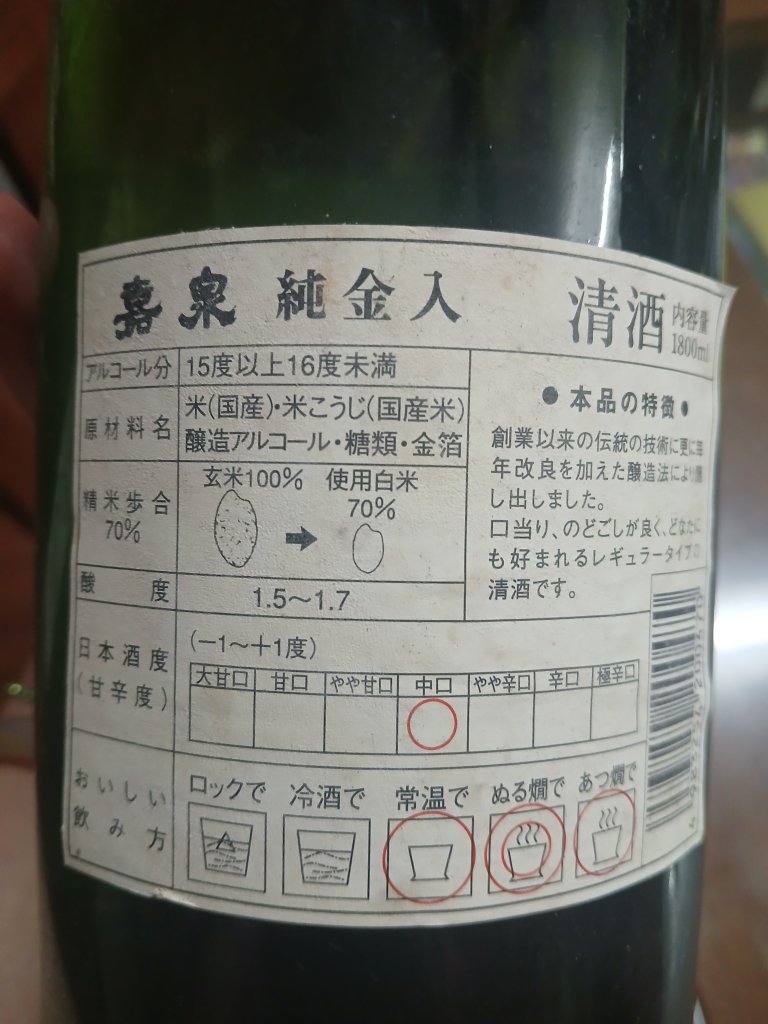 嘉泉 純金入 清酒 内容量
1800ml
アルコール分 15度以上16度未満
原材料名 米(国産)・米こうじ(国産米)
醸造アルコール・糖類・金箔
精米歩合
70%
玄米100% 使用白米
70%
酸度 1.5〜1.7
●本品の特徴●
創業以来の伝統の技術に更に毎
年改良を加えた醸造法により醸
し出しました。
口当り、のどごしが良く、どなたに
も好まれるレギュラータイプの
清酒です。
日本酒度
(甘辛度)
(−1〜+1度)
大甘口 甘口 やや甘口 中口 やや辛口 辛口 極辛口
おいしい
飲み方
ロックで 冷酒で 常温で ぬる燗で あつ燗で